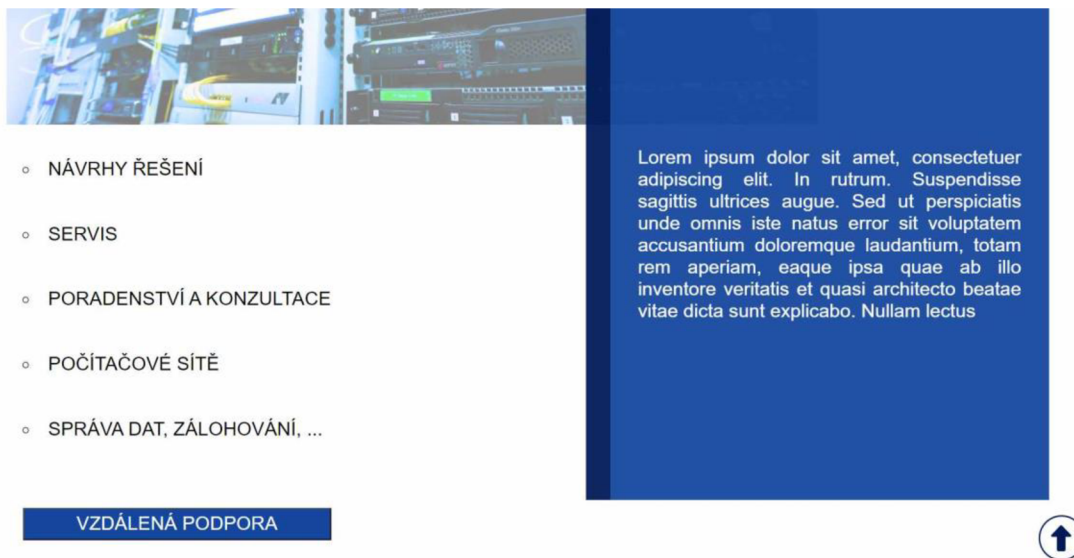 NÁVRHY ŘEŠENÍ
SERVIS
PORADENSTVÍ A KONZULTACE
POČÍTAČOVÉ SÍTĚ
SPRÁVA DAT, ZÁLOHOVÁNÍ, ...
VZDÁLENÁ PODPORA
Lorem ipsum dolor sit amet, consectetuer
adipiscing elit. In rutrum. Suspendisse
sagittis ultrices augue. Sed ut perspiciatis
unde omnis iste natus error sit voluptatem
accusantium doloremque laudantium, totam
rem aperiam, eaque ipsa quae ab illo
inventore veritatis et quasi architecto beatae
vitae dicta sunt explicabo. Nullam lectus